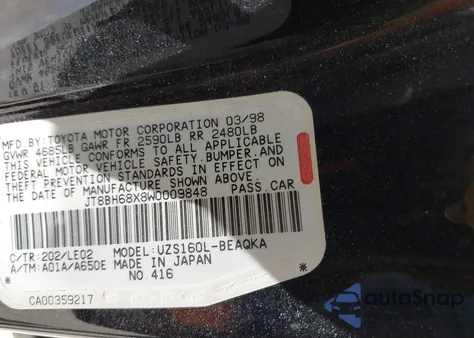 MFD. BY: TOYOTA MOTOR CORPORATION 03/98
GVWR 4685LB GAWR FR 2590LB RR 2480LB
THIS VEHICLE CONFORMS TO ALL APPLICABLE
FEDERAL MOTOR VEHICLE SAFETY, BUMPER, AND
THEFT PREVENTION STANDARDS IN EFFECT ON
THE DATE OF MANUFACTURE SHOWN ABOVE.
JT8BH68X8W0009848 PASS. CAR
C/TR: 202/LE02 MODEL: UZS160L-BEAQKA
A/TM: A01A/A650E MADE IN JAPAN
NO 416
CA00359217
autoSnap